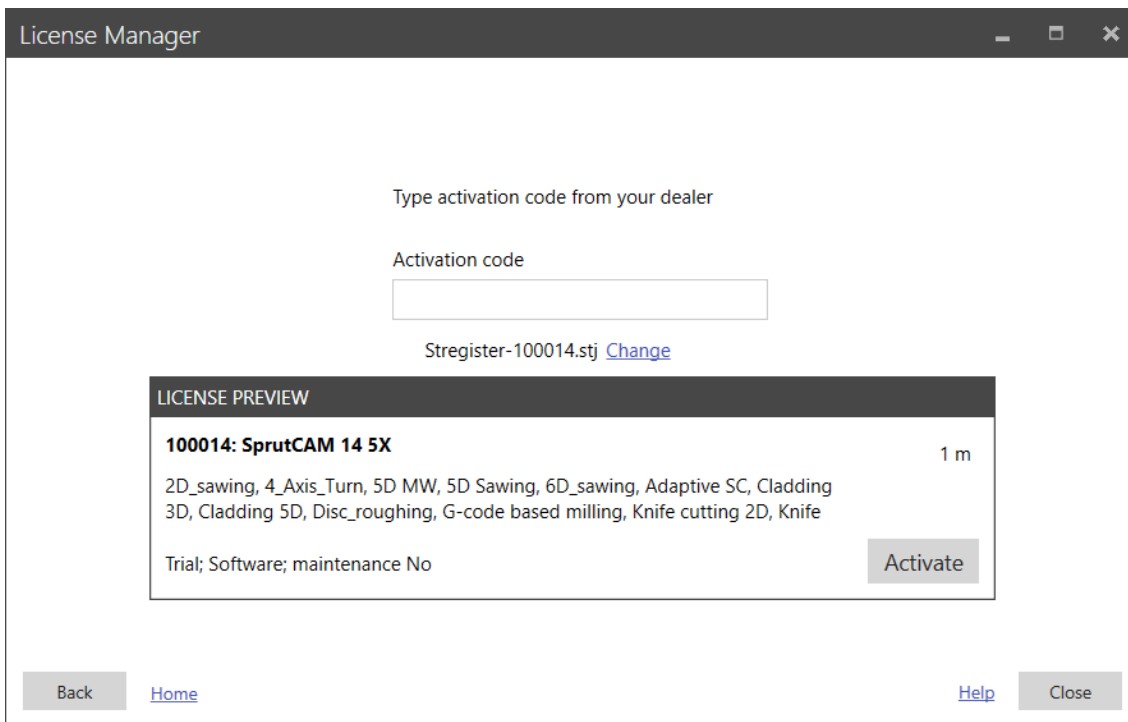 License Manager
Type activation code from your dealer
Activation code
Stregister-100014.stj Change
LICENSE PREVIEW
100014: SprutCAM 14 5X
1 m
2D_sawing, 4_Axis_Turn, 5D MW, 5D Sawing, 6D_sawing, Adaptive SC, Cladding
3D, Cladding 5D, Disc_roughing, G-code based milling, Knife cutting 2D, Knife
Trial; Software; maintenance No
Activate
Back
Home
Help
Close